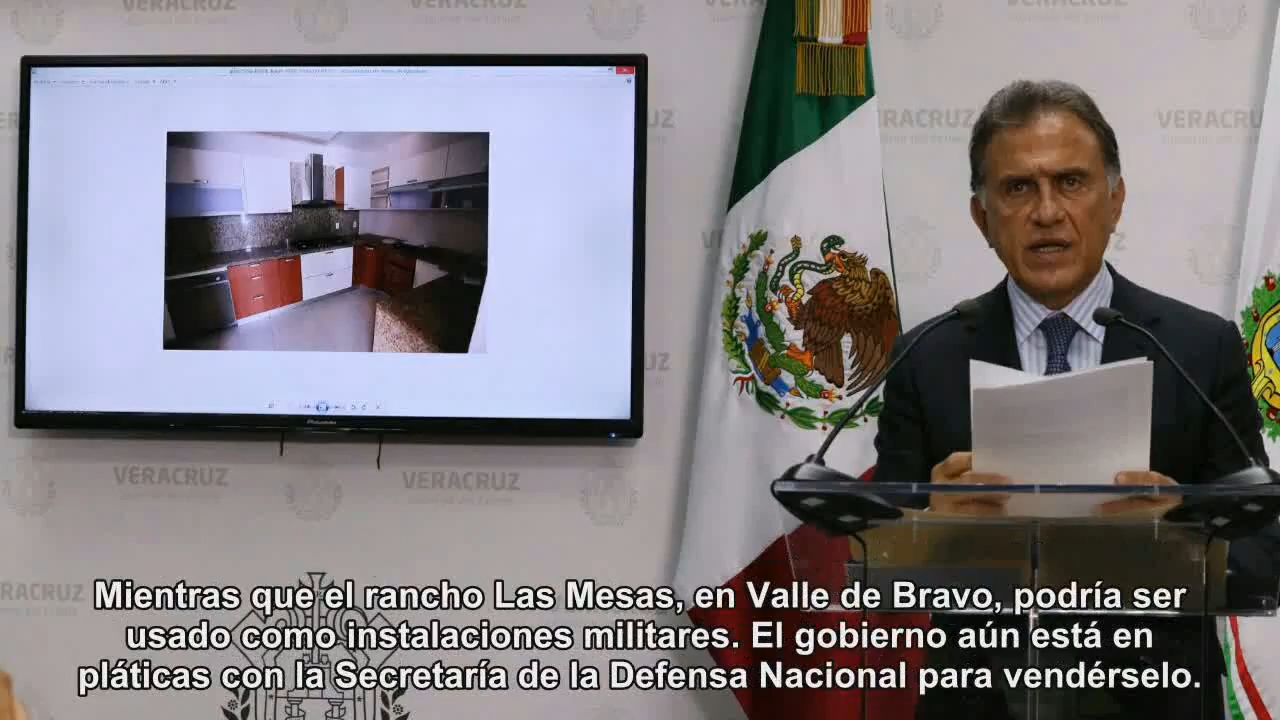 VERACRUZ
VERACRUZ
VERACRUZ
VERACRUZ
VERACRUZ
VERACRUZ
VERACRUZ
Mientras que el rancho Las Mesas, en Valle de Bravo, podría ser
usado como instalaciones militares. El gobierno aún está en
pláticas con la Secretaría de la Defensa Nacional para vendérselo.